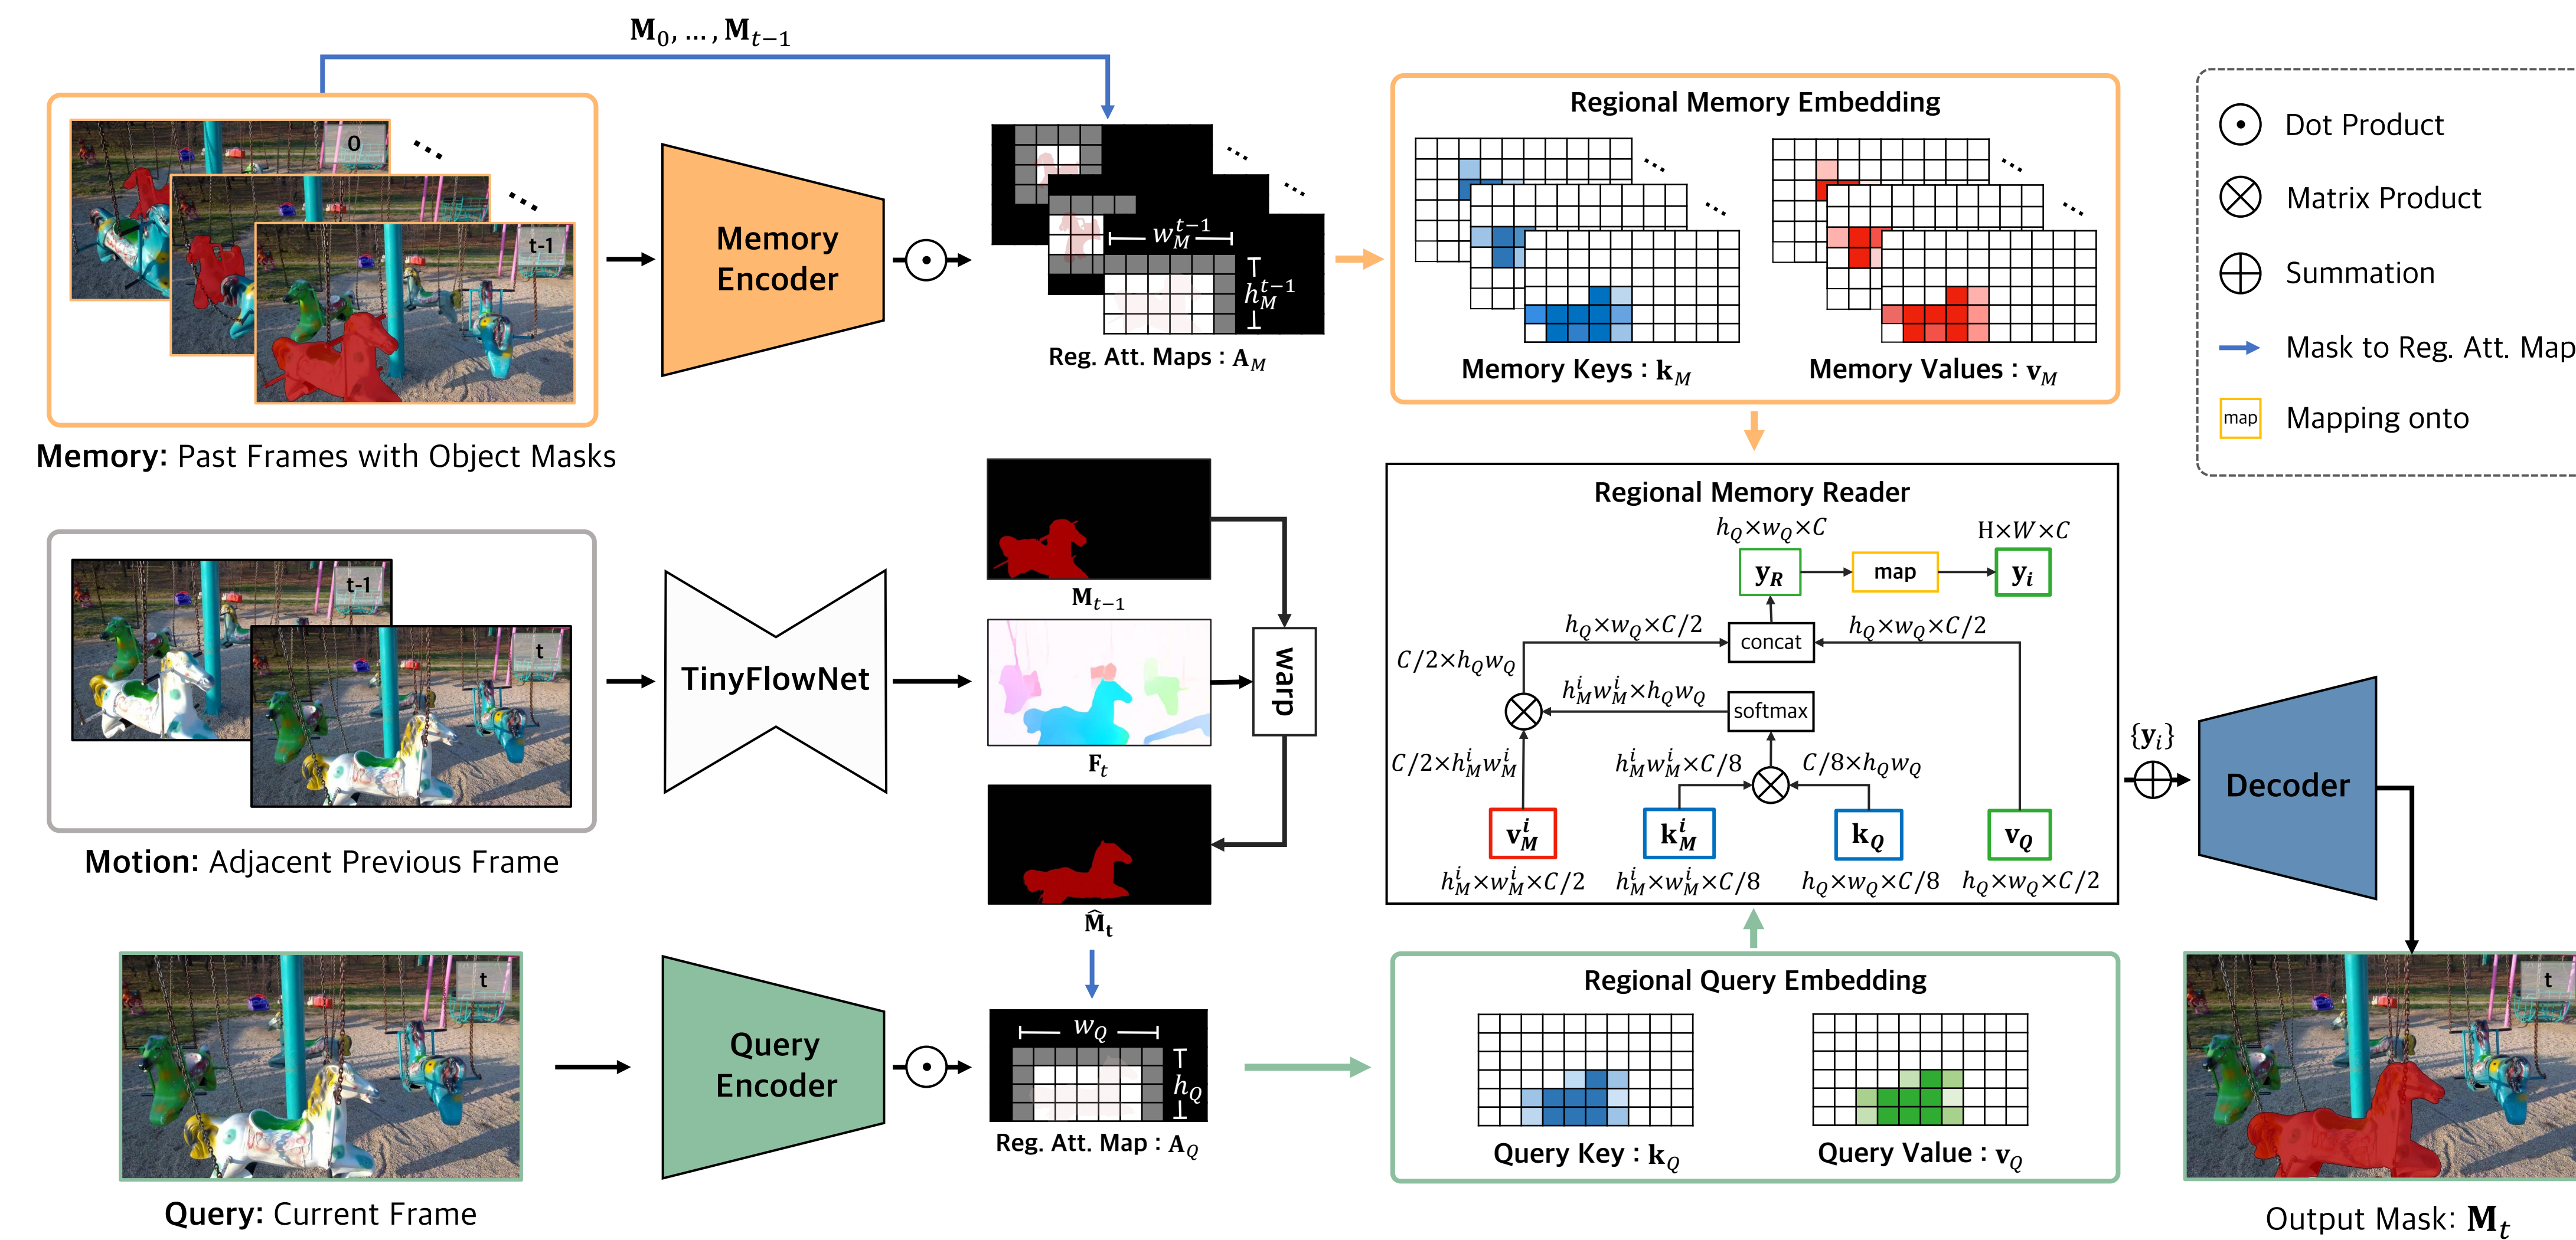 M₀, … , Mₜ₋₁
0
t-1
Memory: Past Frames with Object Masks
Memory
Encoder
w_M^{t-1}
h_M^{t-1}
Reg. Att. Maps : A_M
Regional Memory Embedding
Memory Keys : k_M
Memory Values : v_M
Dot Product
Matrix Product
Summation
Mask to Reg. Att. Map
map
Mapping onto
t-1
t
Motion: Adjacent Previous Frame
TinyFlowNet
Mₜ₋₁
Fₜ
warp
M̂ₜ
Regional Memory Reader
h_Q×w_Q×C
H×W×C
y_R
map
y_i
h_Q×w_Q×C/2
concat
h_Q×w_Q×C/2
C/2×h_Qw_Q
h_M^i w_M^i×h_Qw_Q
softmax
C/2×h_M^i w_M^i
h_M^i w_M^i×C/8
C/8×h_Qw_Q
v_M^i
k_M^i
k_Q
v_Q
h_M^i×w_M^i×C/2
h_M^i×w_M^i×C/8
h_Q×w_Q×C/8
h_Q×w_Q×C/2
{y_i}
Decoder
t
Query: Current Frame
Query
Encoder
w_Q
h_Q
Reg. Att. Map : A_Q
Regional Query Embedding
Query Key : k_Q
Query Value : v_Q
t
Output Mask: Mₜ